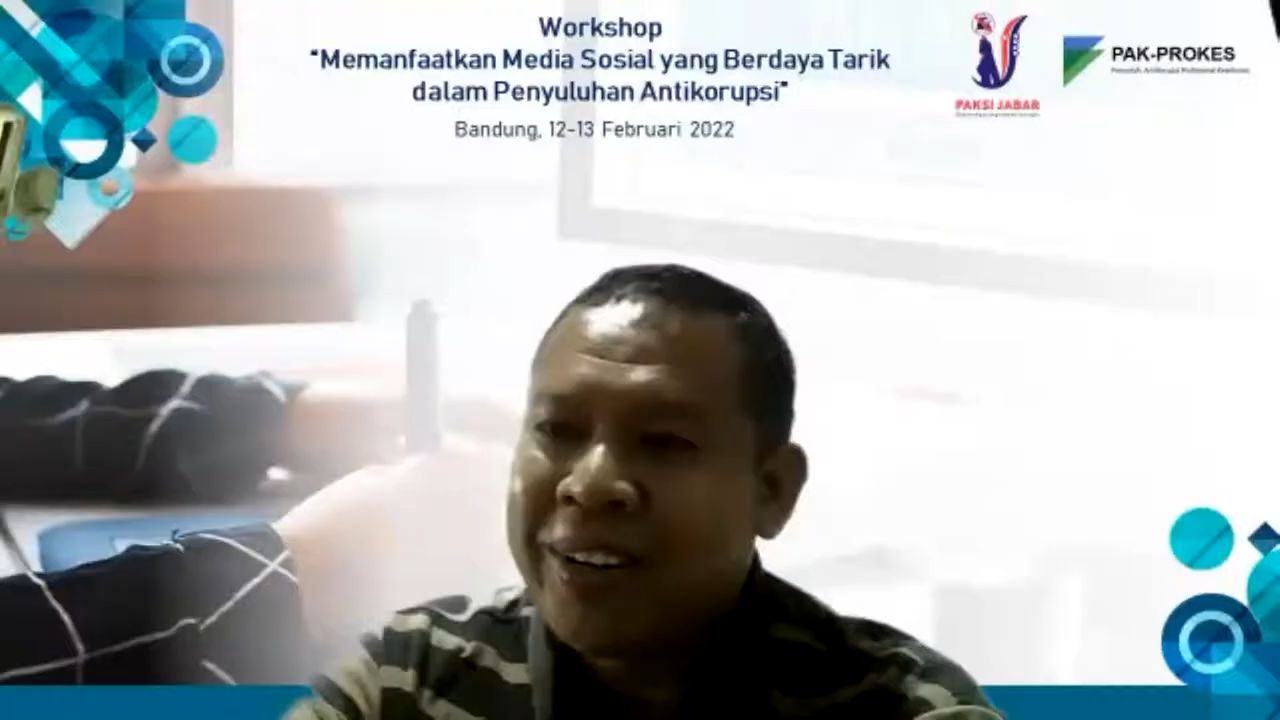 Workshop
"Memanfaatkan Media Sosial yang Berdaya Tarik
dalam Penyuluhan Antikorupsi"
Bandung, 12-13 Februari 2022
PAKSI JABAR
PAK-PROKES